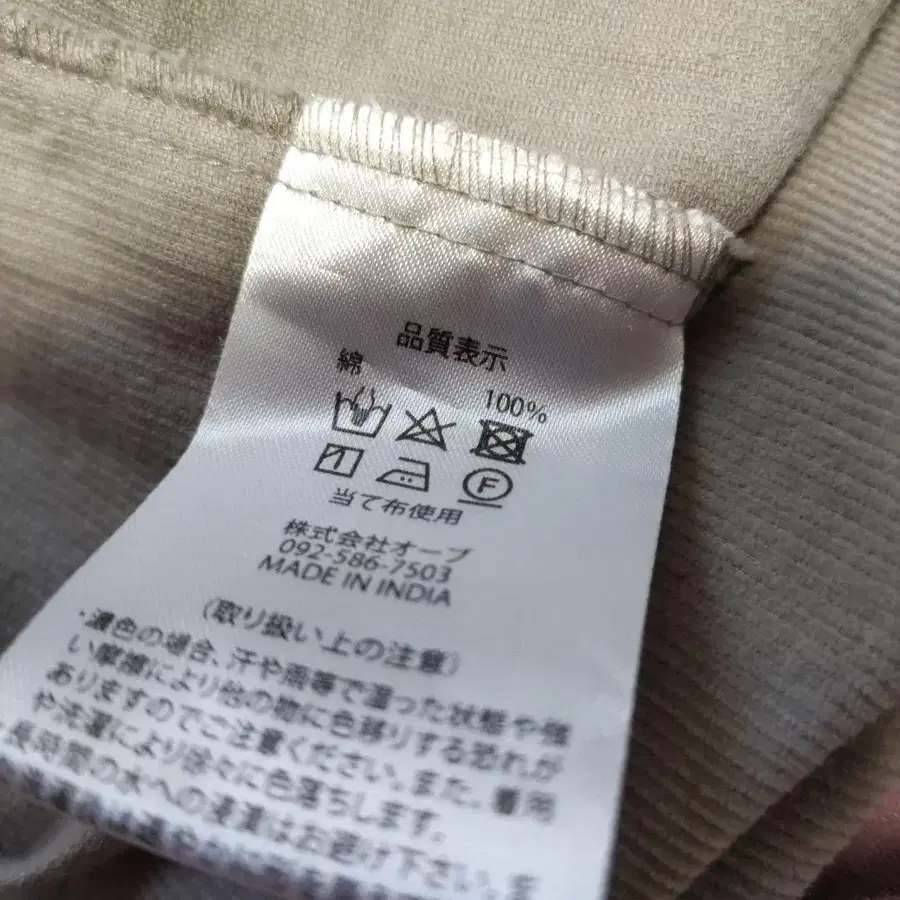 品質表示
綿 100%
F
当て布使用
株式会社オーブ
092-586-7503
MADE IN INDIA
(取り扱い上の注意)
・濃色の場合、汗や雨等で湿った状態や強
い摩擦により他の物に色移りする恐れが
ありますのでご注意ください。また、着用
や洗濯により徐々に色落ちします。
長時間の水への浸漬はお避け下さい。